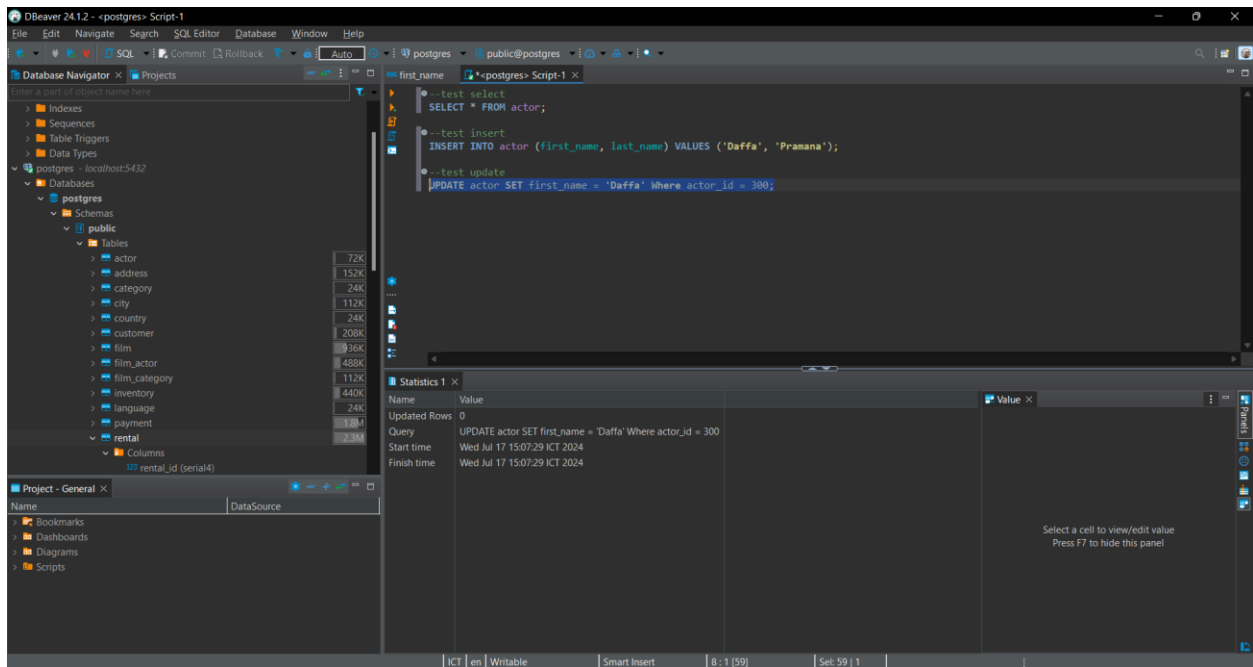 DBeaver 24.1.2 - <postgres> Script-1
File Edit Navigate Search SQL Editor Database Window Help
SQL Commit Rollback T Auto postgres public@postgres
Database Navigator Projects
Enter a part of object name here
Indexes
Sequences
Table Triggers
Data Types
postgres - localhost:5432
Databases
postgres
Schemas
public
Tables
actor 72K
address 152K
category 24K
city 112K
country 24K
customer 208K
film 936K
film_actor 488K
film_category 112K
inventory 440K
language 24K
payment 1.8M
rental 2.3M
Columns
123 rental_id (serial4)
Project - General
Name DataSource
Bookmarks
Dashboards
Diagrams
Scripts
first_name *<postgres> Script-1
--test select
SELECT * FROM actor;
--test insert
INSERT INTO actor (first_name, last_name) VALUES ('Daffa', 'Pramana');
--test update
UPDATE actor SET first_name = 'Daffa' Where actor_id = 300;
Statistics 1
Name Value
Updated Rows 0
Query UPDATE actor SET first_name = 'Daffa' Where actor_id = 300
Start time Wed Jul 17 15:07:29 ICT 2024
Finish time Wed Jul 17 15:07:29 ICT 2024
Value
Select a cell to view/edit value
Press F7 to hide this panel
Panels
ICT en Writable Smart Insert 8 : 1 [59] Sel: 59 | 1